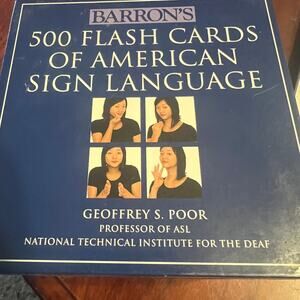 BARRON'S
500 FLASH CARDS
OF AMERICAN
SIGN LANGUAGE
GEOFFREY S. POOR
PROFESSOR OF ASL
NATIONAL TECHNICAL INSTITUTE FOR THE DEAF